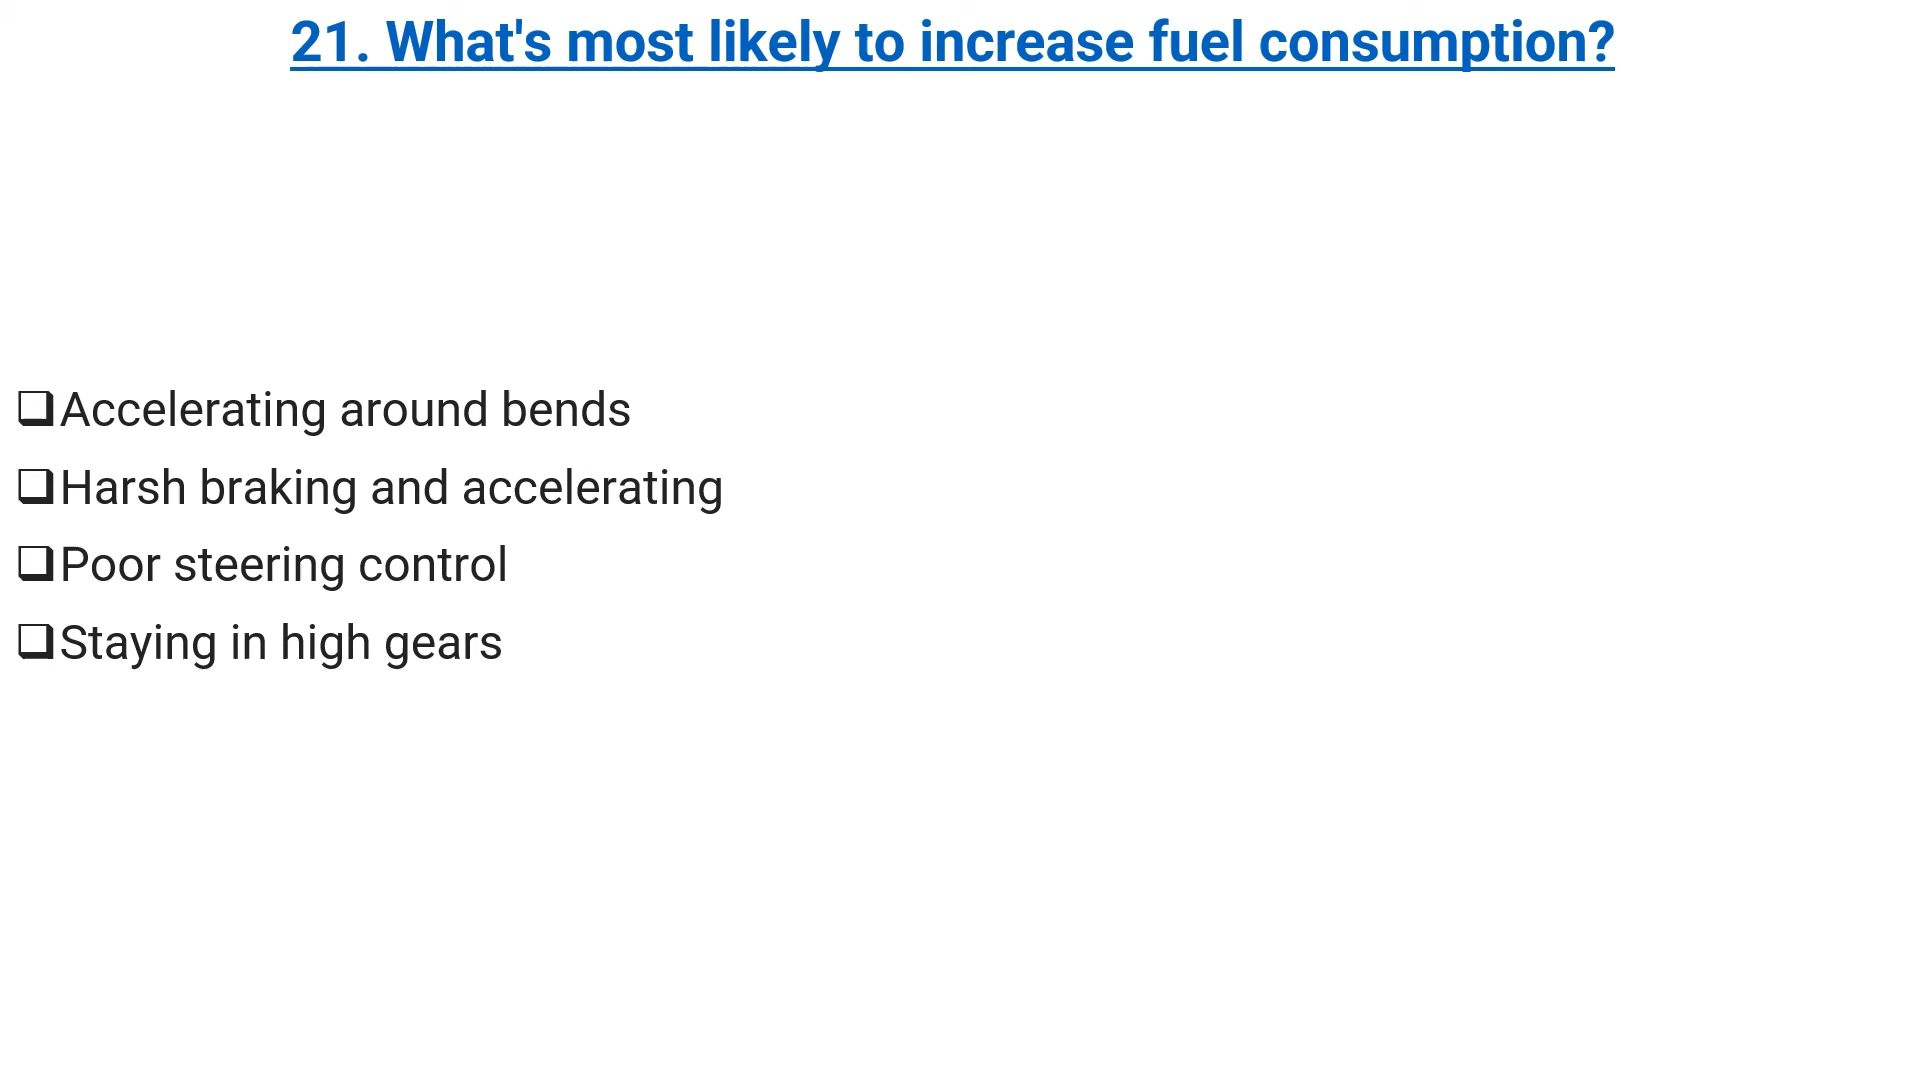 21. What's most likely to increase fuel consumption?
❑Accelerating around bends
❑Harsh braking and accelerating
❑Poor steering control
❑Staying in high gears